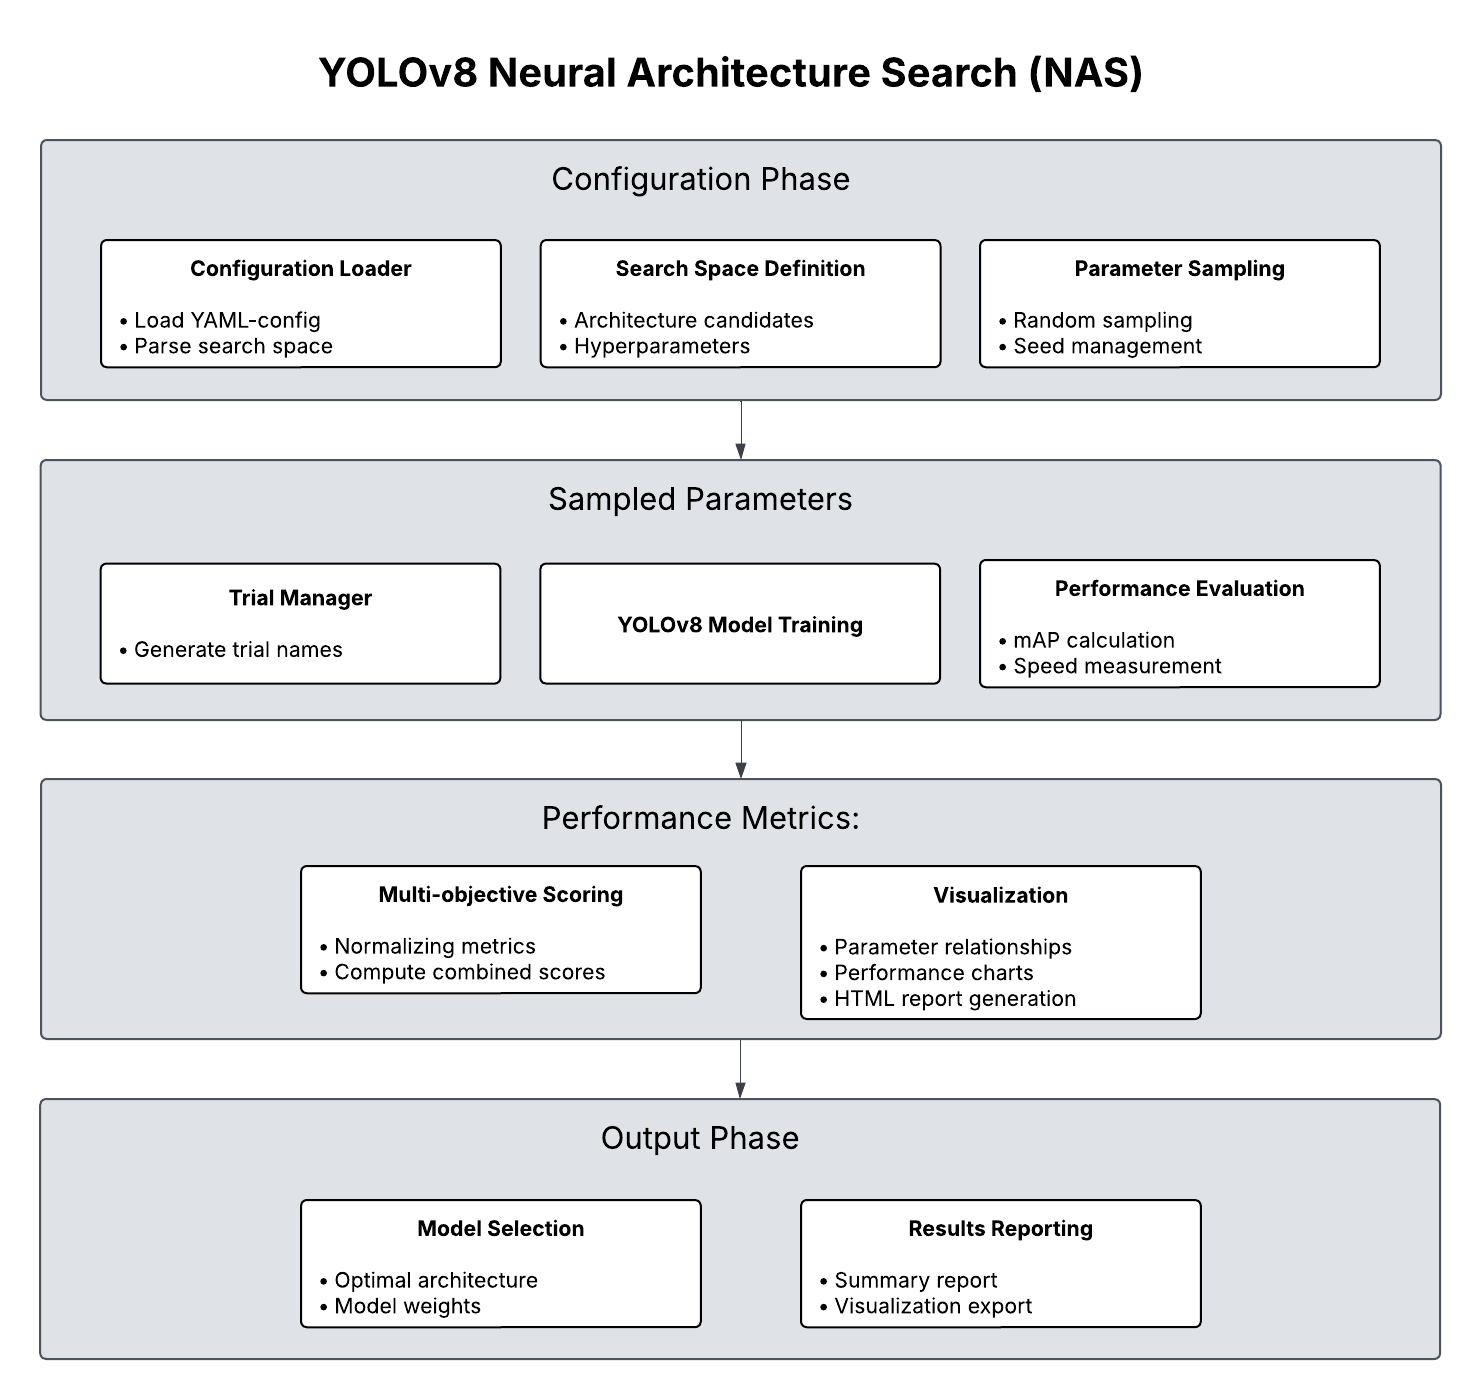 YOLOv8 Neural Architecture Search (NAS)
Configuration Phase
Configuration Loader
• Load YAML-config
• Parse search space
Search Space Definition
• Architecture candidates
• Hyperparameters
Parameter Sampling
• Random sampling
• Seed management
Sampled Parameters
Trial Manager
• Generate trial names
YOLOv8 Model Training
Performance Evaluation
• mAP calculation
• Speed measurement
Performance Metrics:
Multi-objective Scoring
• Normalizing metrics
• Compute combined scores
Visualization
• Parameter relationships
• Performance charts
• HTML report generation
Output Phase
Model Selection
• Optimal architecture
• Model weights
Results Reporting
• Summary report
• Visualization export